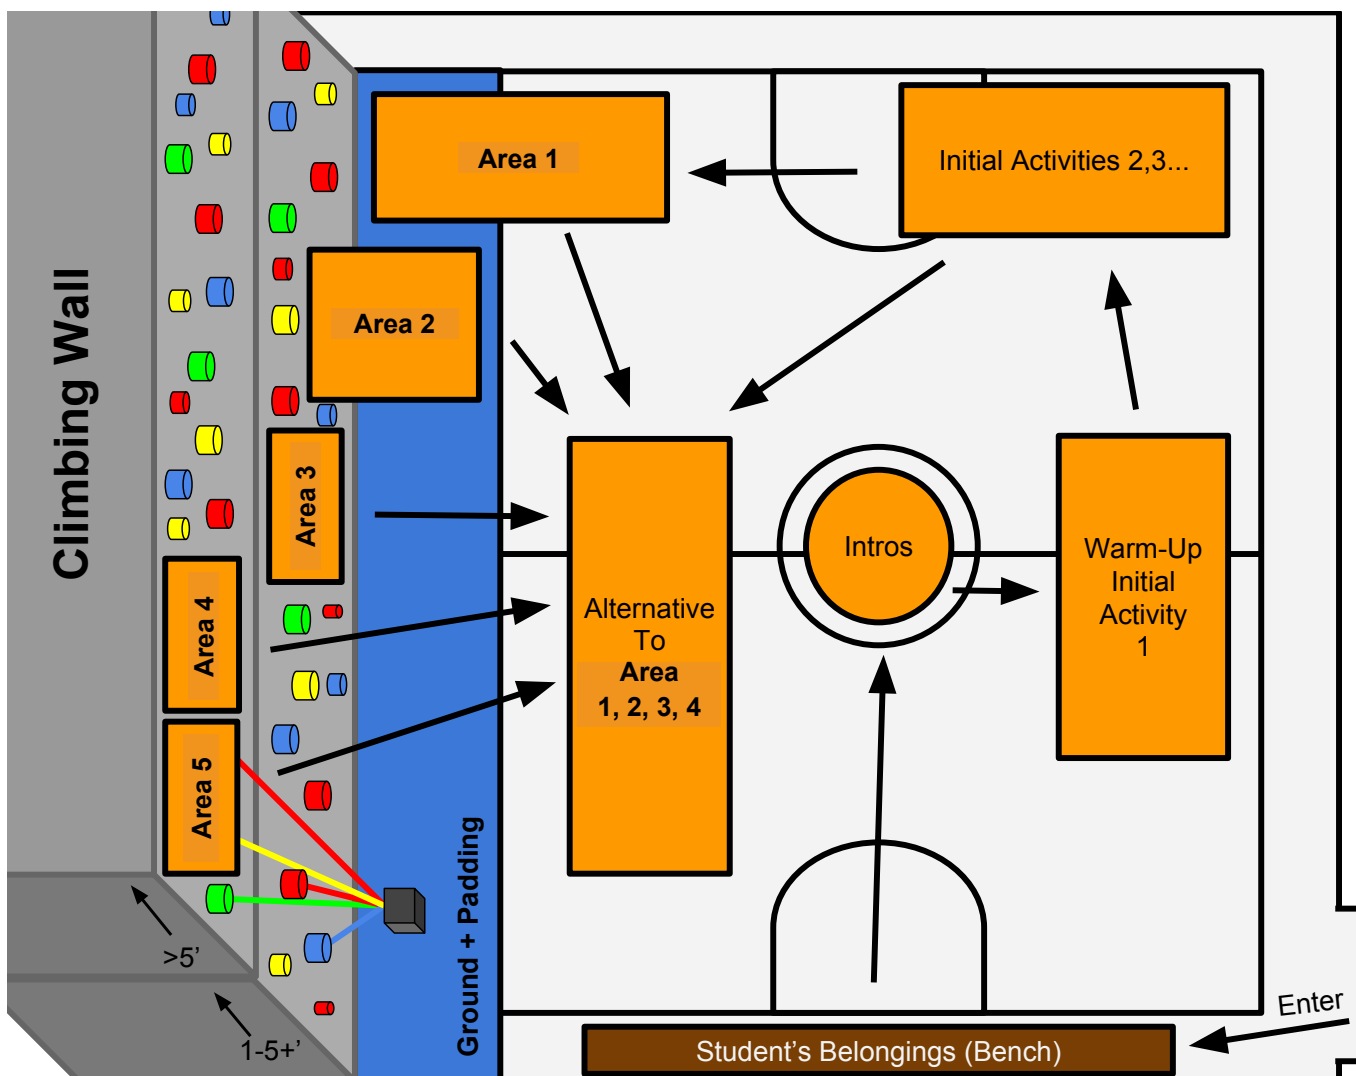 Climbing Wall
Area 1
Initial Activities 2,3...
Area 2
Area 3
Area 4
Area 5
Intros
Warm-Up
Initial
Activity
1
Alternative
To
Area
1, 2, 3, 4
Ground + Padding
>5’
1-5+’
Enter
Student’s Belongings (Bench)